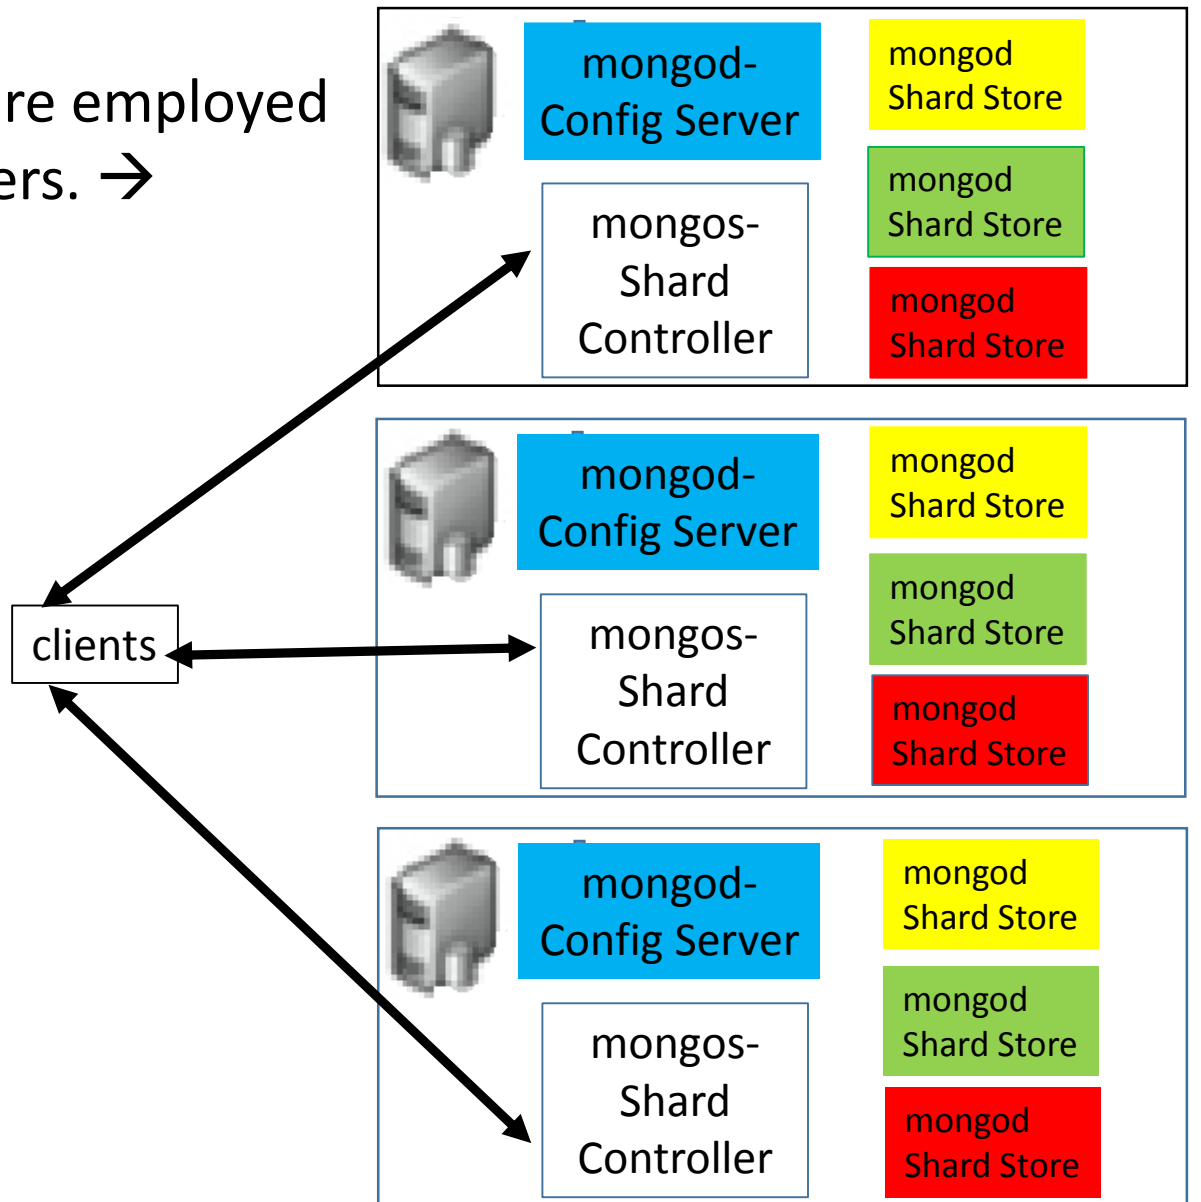 re employed
ers. →
clients
mongod-
Config Server
mongos-
Shard
Controller
mongod
Shard Store
mongod
Shard Store
mongod
Shard Store
mongod-
Config Server
mongos-
Shard
Controller
mongod
Shard Store
mongod
Shard Store
mongod
Shard Store
mongod-
Config Server
mongos-
Shard
Controller
mongod
Shard Store
mongod
Shard Store
mongod
Shard Store